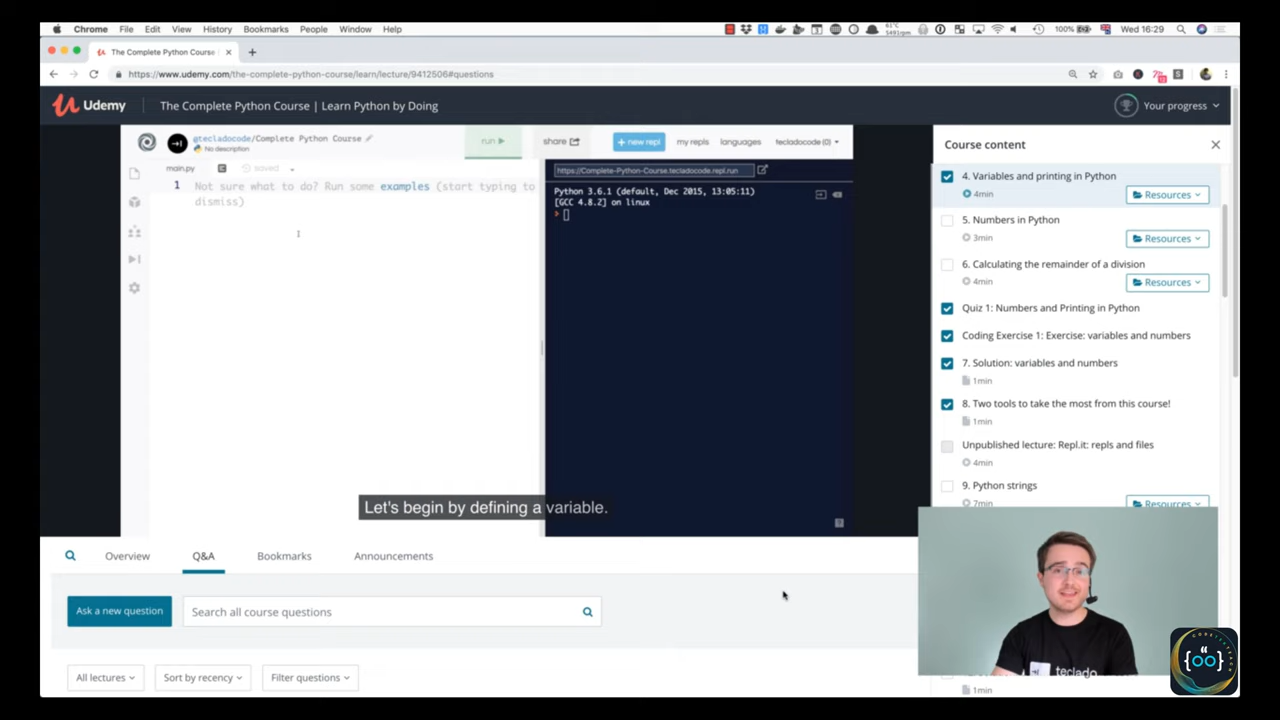 Chrome File Edit View History Bookmarks People Window Help
61°C
5491rpm
100%
Wed 16:29
The Complete Python Course
https://www.udemy.com/the-complete-python-course/learn/lecture/9412506#questions
Udemy
The Complete Python Course | Learn Python by Doing
Your progress
@tecladocode/Complete Python Course
No description
run
share
+ new repl
my repls
languages
tecladocode (0)
main.py
saved
1 Not sure what to do? Run some examples (start typing to
dismiss)
https://Complete-Python-Course.tecladocode.repl.run
Python 3.6.1 (default, Dec 2015, 13:05:11)
[GCC 4.8.2] on linux
>
Let's begin by defining a variable.
Course content
4. Variables and printing in Python
4min
Resources
5. Numbers in Python
3min
Resources
6. Calculating the remainder of a division
4min
Resources
Quiz 1: Numbers and Printing in Python
Coding Exercise 1: Exercise: variables and numbers
7. Solution: variables and numbers
1min
8. Two tools to take the most from this course!
1min
Unpublished lecture: Repl.it: repls and files
4min
9. Python strings
7min
Resources
Overview
Q&A
Bookmarks
Announcements
Ask a new question
Search all course questions
All lectures
Sort by recency
Filter questions
teclado
1min